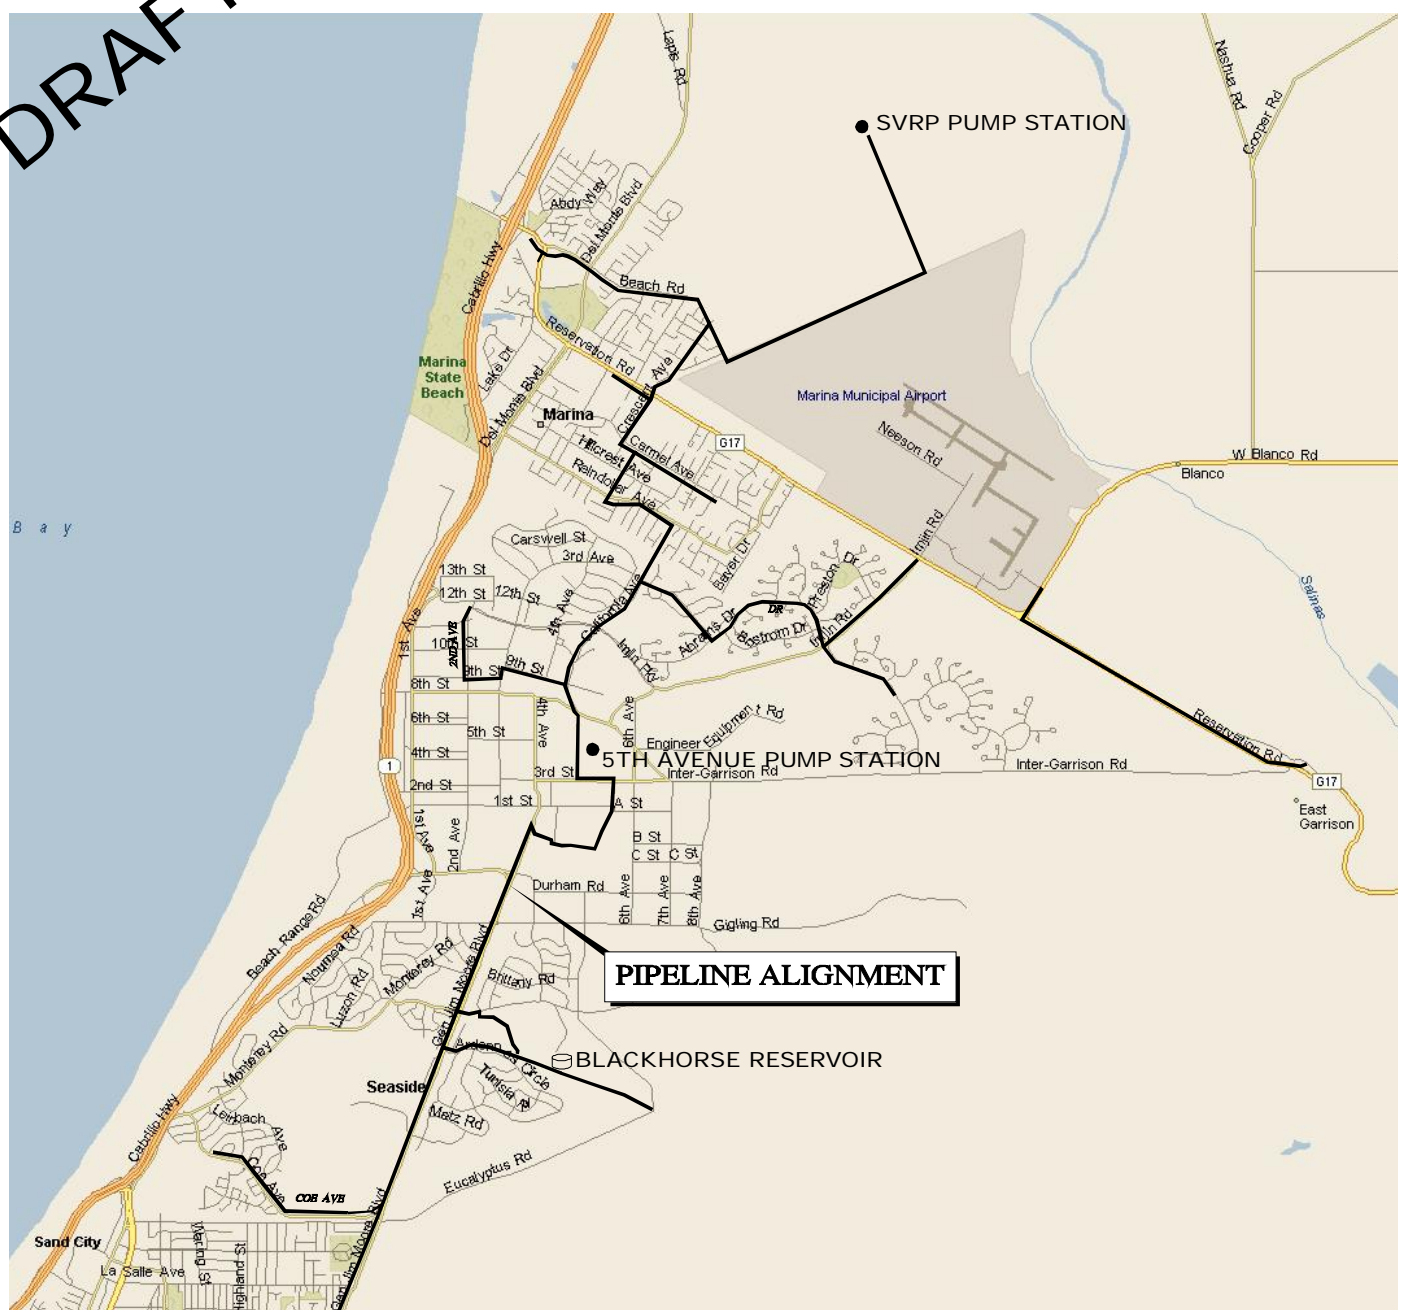 DRAF
Lapis Rd
Nashua Rd
Cooper Rd
SVRP PUMP STATION
Abdy Way
Del Monte Blvd
Cabrillo Hwy
Beach Rd
Reservation Rd
Marina
State
Beach
Lake Dr
Del Monte Blvd
Marina
Crescent Ave
Marina Municipal Airport
G17
Neeson Rd
Carmel Ave
Hillcrest Ave
Reindollar Ave
W Blanco Rd
Blanco
B a y
Carswell St
3rd Ave
Imjin Rd
Bayer Dr
Preston Dr
13th St
12th St
12th St
4th Ave
California Ave
Salinas
1st Ave
2ND AVE
10th St
Abrams Dr
DR
Bostrom Dr
Imjin Rd
Imjin Pky
9th St
9th St
8th St
4th Ave
6th Ave
6th St
5th St
Engineer Equipment Rd
Reservation Rd
4th St
5TH AVENUE PUMP STATION
1
3rd St
Inter-Garrison Rd
Inter-Garrison Rd
G17
2nd St
1st St
A St
East
Garrison
1st Ave
2nd Ave
B St
C St
C St
1st Ave
Durham Rd
6th Ave
7th Ave
8th Ave
Beach Range Rd
Noumea Rd
Gigling Rd
Monterey Rd
Gen Jim Moore Blvd
PIPELINE ALIGNMENT
Luzon Rd
Brittany Rd
Monterey Rd
Ardennes Circle
BLACKHORSE RESERVOIR
Seaside
Tunisia Pl
Metz Rd
Cabrillo Hwy
Leirbach Ave
Eucalyptus Rd
Coe Ave
COE AVE
Gen Jim Moore Blvd
Sand City
Waring St
Highland St
La Salle Ave